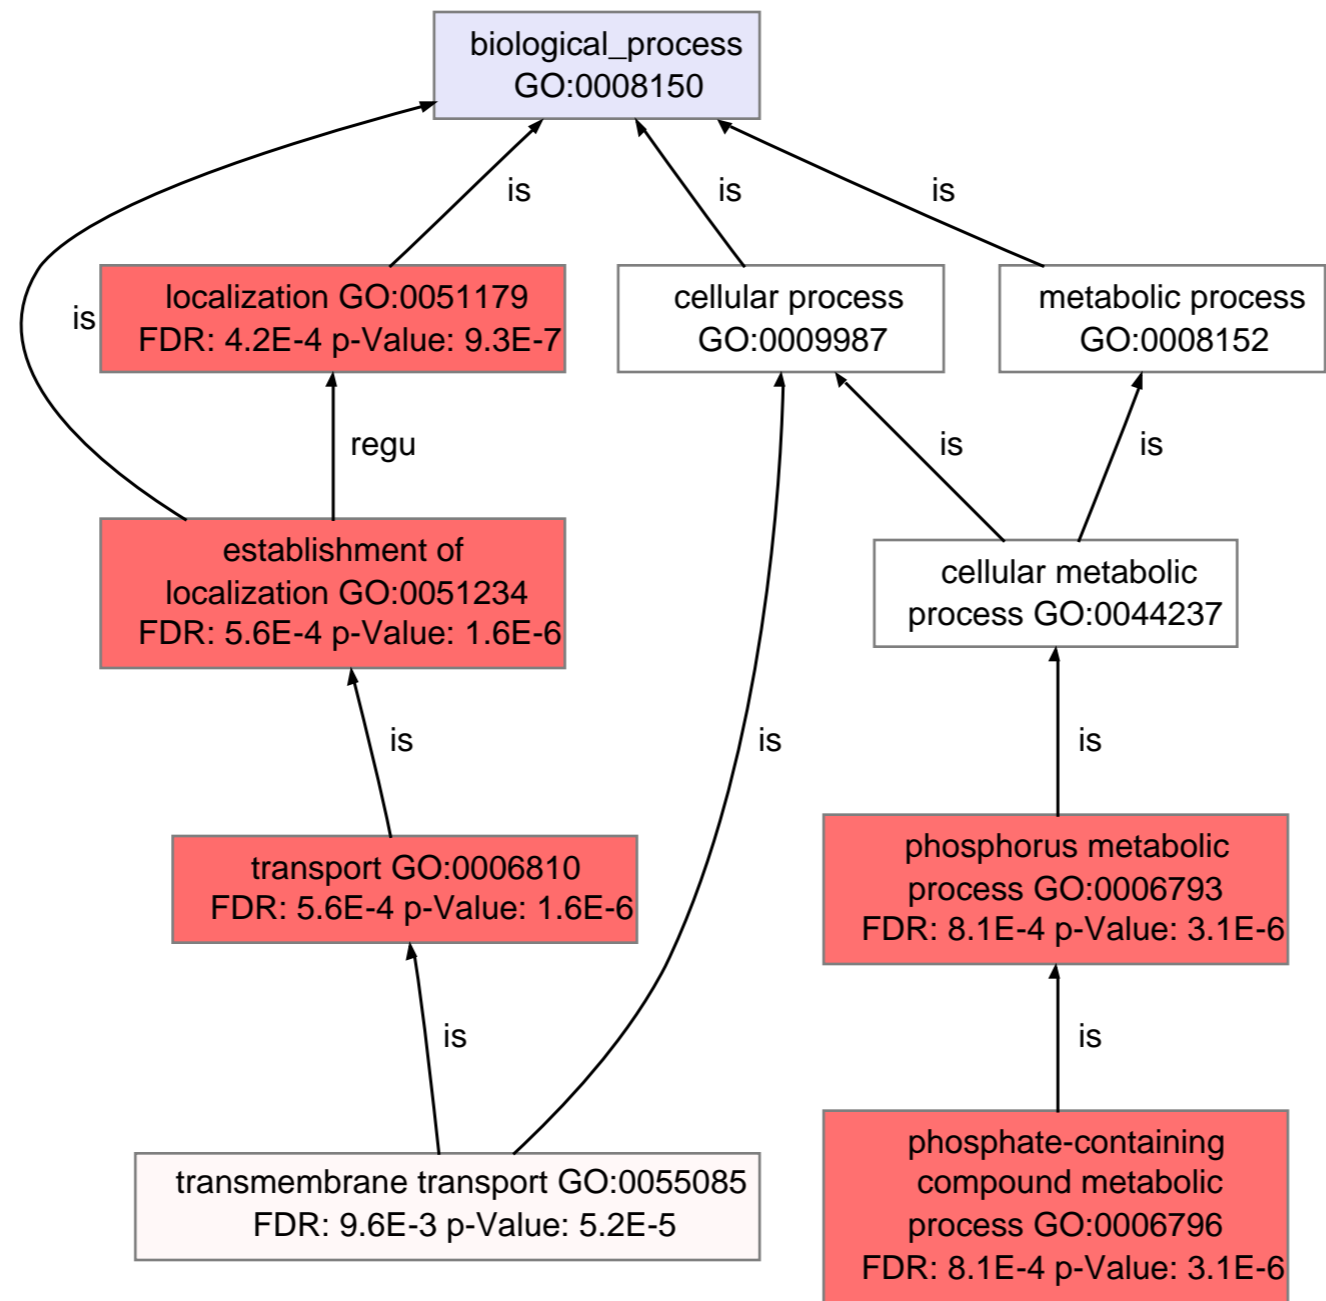 biological_process
GO:0008150
is
is
is
is
localization GO:0051179
FDR: 4.2E-4 p-Value: 9.3E-7
cellular process
GO:0009987
metabolic process
GO:0008152
regu
is
is
establishment of
localization GO:0051234
FDR: 5.6E-4 p-Value: 1.6E-6
cellular metabolic
process GO:0044237
is
is
is
transport GO:0006810
FDR: 5.6E-4 p-Value: 1.6E-6
phosphorus metabolic
process GO:0006793
FDR: 8.1E-4 p-Value: 3.1E-6
is
is
transmembrane transport GO:0055085
FDR: 9.6E-3 p-Value: 5.2E-5
phosphate-containing
compound metabolic
process GO:0006796
FDR: 8.1E-4 p-Value: 3.1E-6